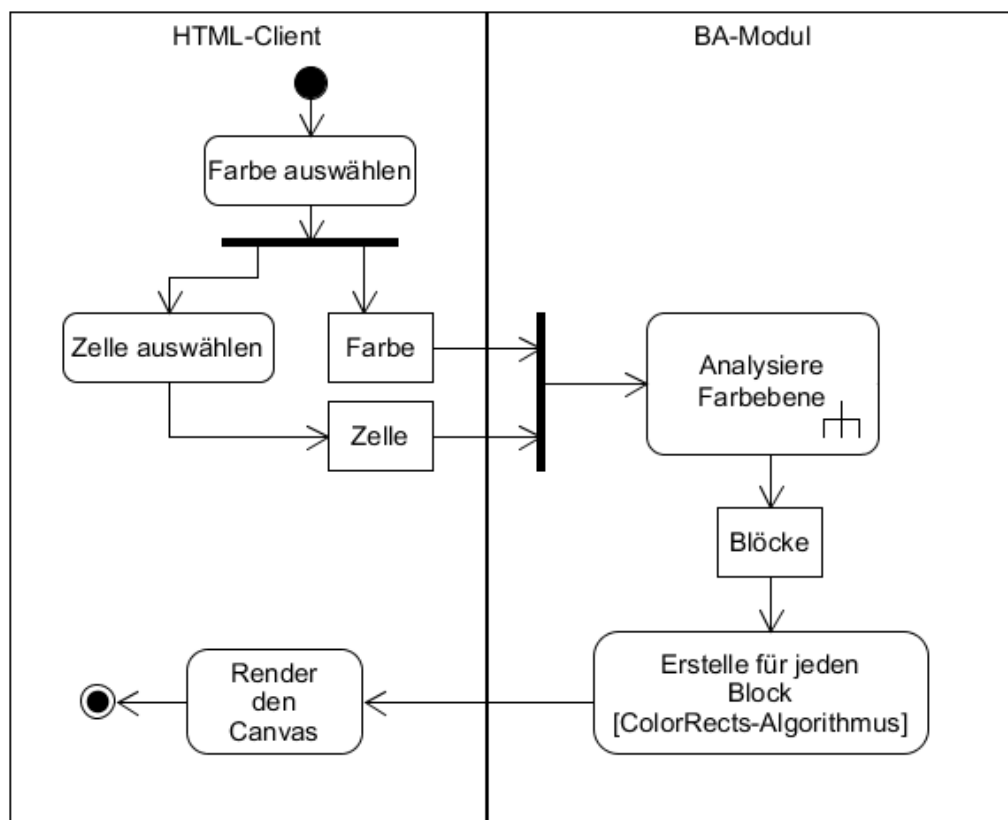 HTML-Client
BA-Modul
Farbe auswählen
Zelle auswählen
Farbe
Zelle
Analysiere
Farbebene
Blöcke
Erstelle für jeden
Block
[ColorRects-Algorithmus]
Render
den
Canvas